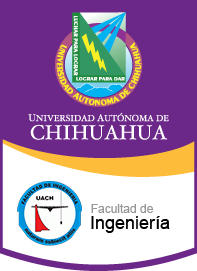 LUCHAR PARA LOGRAR
LOGRAR PARA DAR
UNIVERSIDAD AUTONOMA DE CHIHUAHUA
UNIVERSIDAD AUTÓNOMA DE
CHIHUAHUA
FACULTAD DE INGENIERIA
UACH
Facultad de
Ingeniería